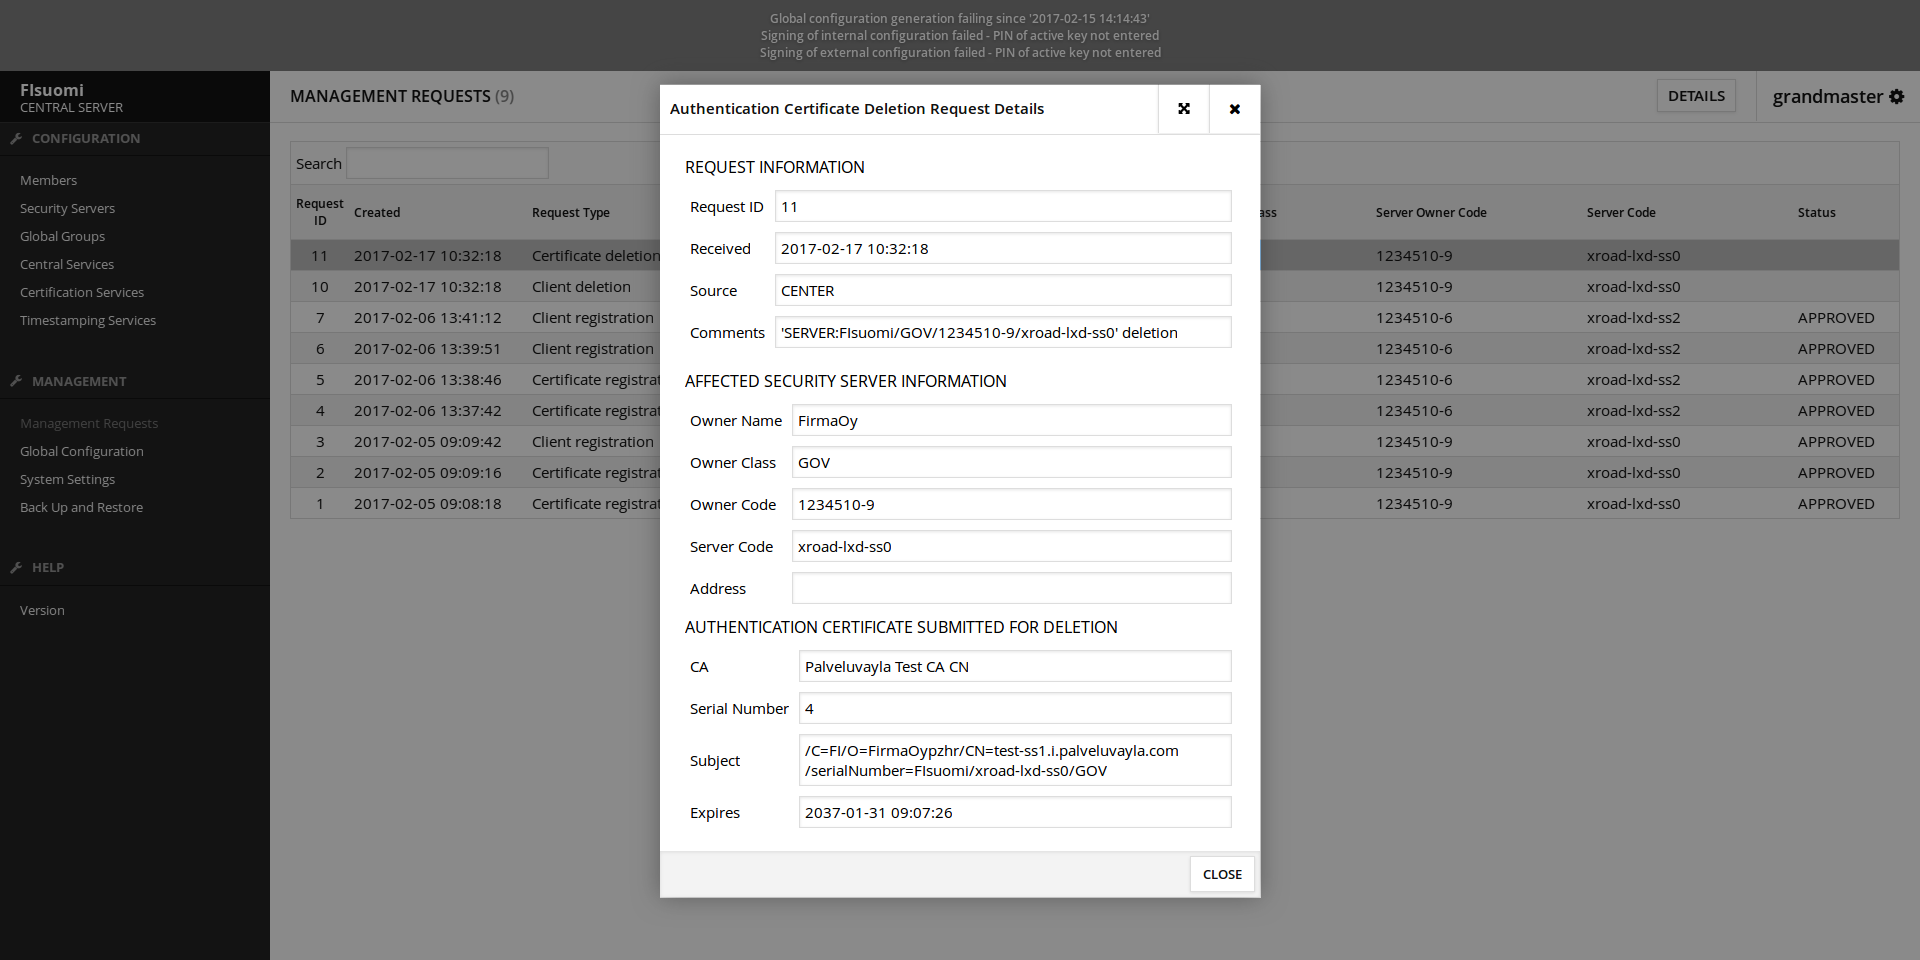 Global configuration generation failing since '2017-02-15 14:14:43'
Signing of internal configuration failed - PIN of active key not entered
Signing of external configuration failed - PIN of active key not entered
FIsuomi
CENTRAL SERVER
CONFIGURATION
Members
Security Servers
Global Groups
Central Services
Certification Services
Timestamping Services
MANAGEMENT
Management Requests
Global Configuration
System Settings
Back Up and Restore
HELP
Version
MANAGEMENT REQUESTS (9)
DETAILS
grandmaster
Search
Request ID Created Request Type ass Server Owner Code Server Code Status
11 2017-02-17 10:32:18 Certificate deletion 1234510-9 xroad-lxd-ss0
10 2017-02-17 10:32:18 Client deletion 1234510-9 xroad-lxd-ss0
7 2017-02-06 13:41:12 Client registration 1234510-6 xroad-lxd-ss2 APPROVED
6 2017-02-06 13:39:51 Client registration 1234510-6 xroad-lxd-ss2 APPROVED
5 2017-02-06 13:38:46 Certificate registrat 1234510-6 xroad-lxd-ss2 APPROVED
4 2017-02-06 13:37:42 Certificate registrat 1234510-6 xroad-lxd-ss2 APPROVED
3 2017-02-05 09:09:42 Client registration 1234510-9 xroad-lxd-ss0 APPROVED
2 2017-02-05 09:09:16 Certificate registrat 1234510-9 xroad-lxd-ss0 APPROVED
1 2017-02-05 09:08:18 Certificate registrat 1234510-9 xroad-lxd-ss0 APPROVED
Authentication Certificate Deletion Request Details
REQUEST INFORMATION
Request ID 11
Received 2017-02-17 10:32:18
Source CENTER
Comments 'SERVER:FIsuomi/GOV/1234510-9/xroad-lxd-ss0' deletion
AFFECTED SECURITY SERVER INFORMATION
Owner Name FirmaOy
Owner Class GOV
Owner Code 1234510-9
Server Code xroad-lxd-ss0
Address
AUTHENTICATION CERTIFICATE SUBMITTED FOR DELETION
CA Palveluvayla Test CA CN
Serial Number 4
Subject /C=FI/O=FirmaOypzhr/CN=test-ss1.i.palveluvayla.com
/serialNumber=FIsuomi/xroad-lxd-ss0/GOV
Expires 2037-01-31 09:07:26
CLOSE